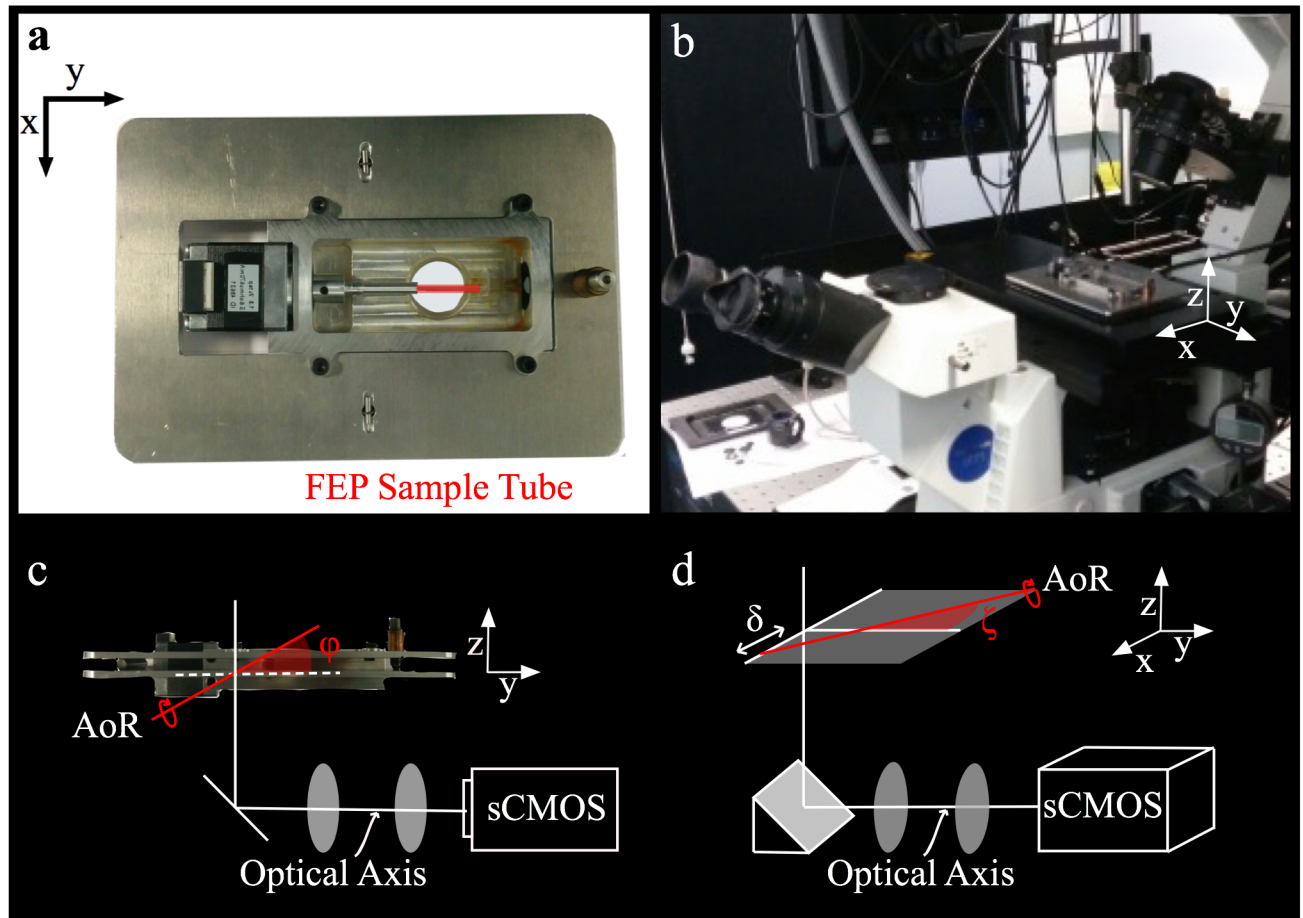 a
y
x
FEP Sample Tube
b
z
y
x
c
φ
z
y
AoR
sCMOS
Optical Axis
d
AoR
δ
ζ
z
y
x
sCMOS
Optical Axis